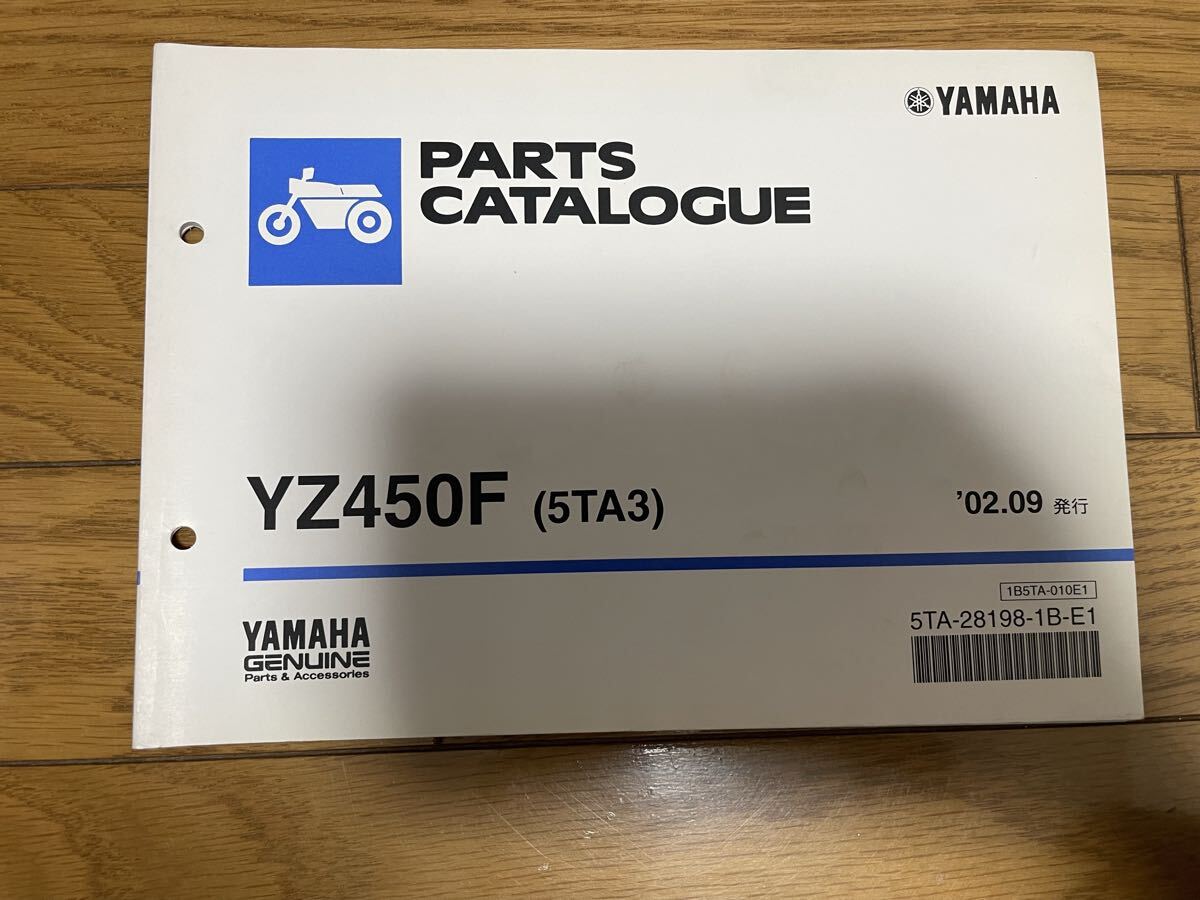 YAMAHA
PARTS
CATALOGUE
YZ450F (5TA3) '02.09 発行
1B5TA-010E1
5TA-28198-1B-E1
YAMAHA
GENUINE
Parts & Accessories